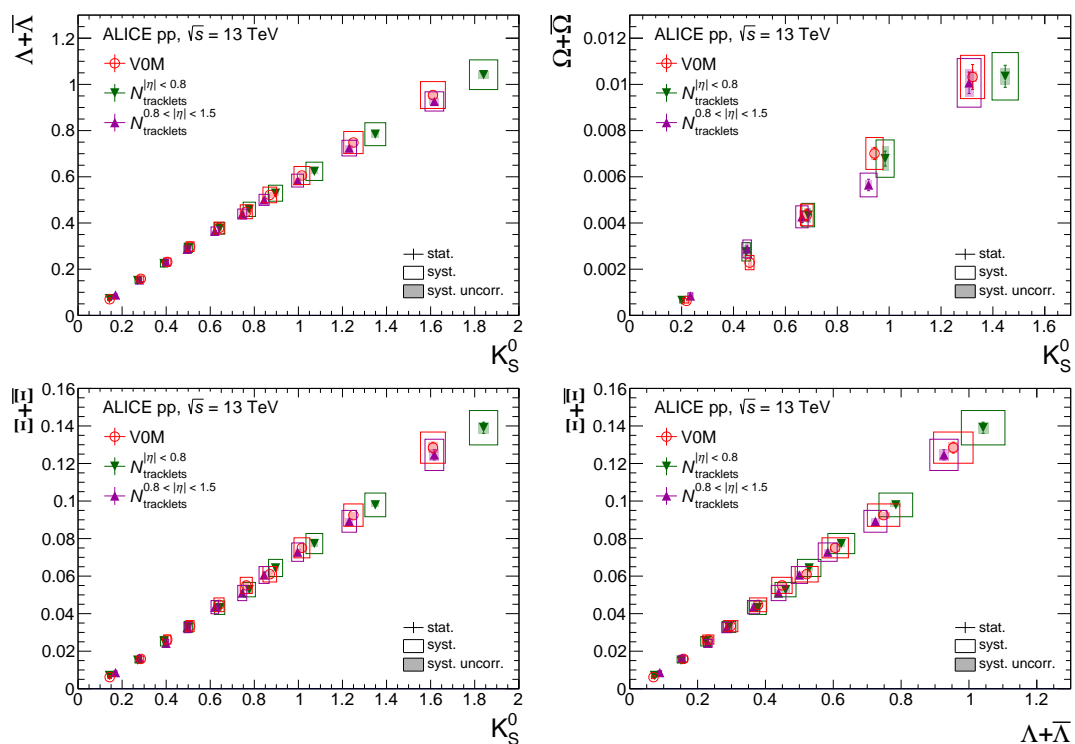 Λ+Λ̅
ALICE pp, √s = 13 TeV
V0M
N|η| < 0.8 tracklets
N0.8 < |η| < 1.5 tracklets
stat.
syst.
syst. uncorr.
0 0.2 0.4 0.6 0.8 1 1.2
0 0.2 0.4 0.6 0.8 1 1.2 1.4 1.6 1.8 2
K0S
Ω+Ω̅
ALICE pp, √s = 13 TeV
V0M
N|η| < 0.8 tracklets
N0.8 < |η| < 1.5 tracklets
stat.
syst.
syst. uncorr.
0 0.002 0.004 0.006 0.008 0.010 0.012
0 0.2 0.4 0.6 0.8 1 1.2 1.4 1.6
K0S
Ξ+Ξ̅
ALICE pp, √s = 13 TeV
V0M
N|η| < 0.8 tracklets
N0.8 < |η| < 1.5 tracklets
stat.
syst.
syst. uncorr.
0 0.02 0.04 0.06 0.08 0.1 0.12 0.14 0.16
0 0.2 0.4 0.6 0.8 1 1.2 1.4 1.6 1.8 2
K0S
Ξ+Ξ̅
ALICE pp, √s = 13 TeV
V0M
N|η| < 0.8 tracklets
N0.8 < |η| < 1.5 tracklets
stat.
syst.
syst. uncorr.
0 0.02 0.04 0.06 0.08 0.1 0.12 0.14 0.16
0 0.2 0.4 0.6 0.8 1 1.2
Λ+Λ̅